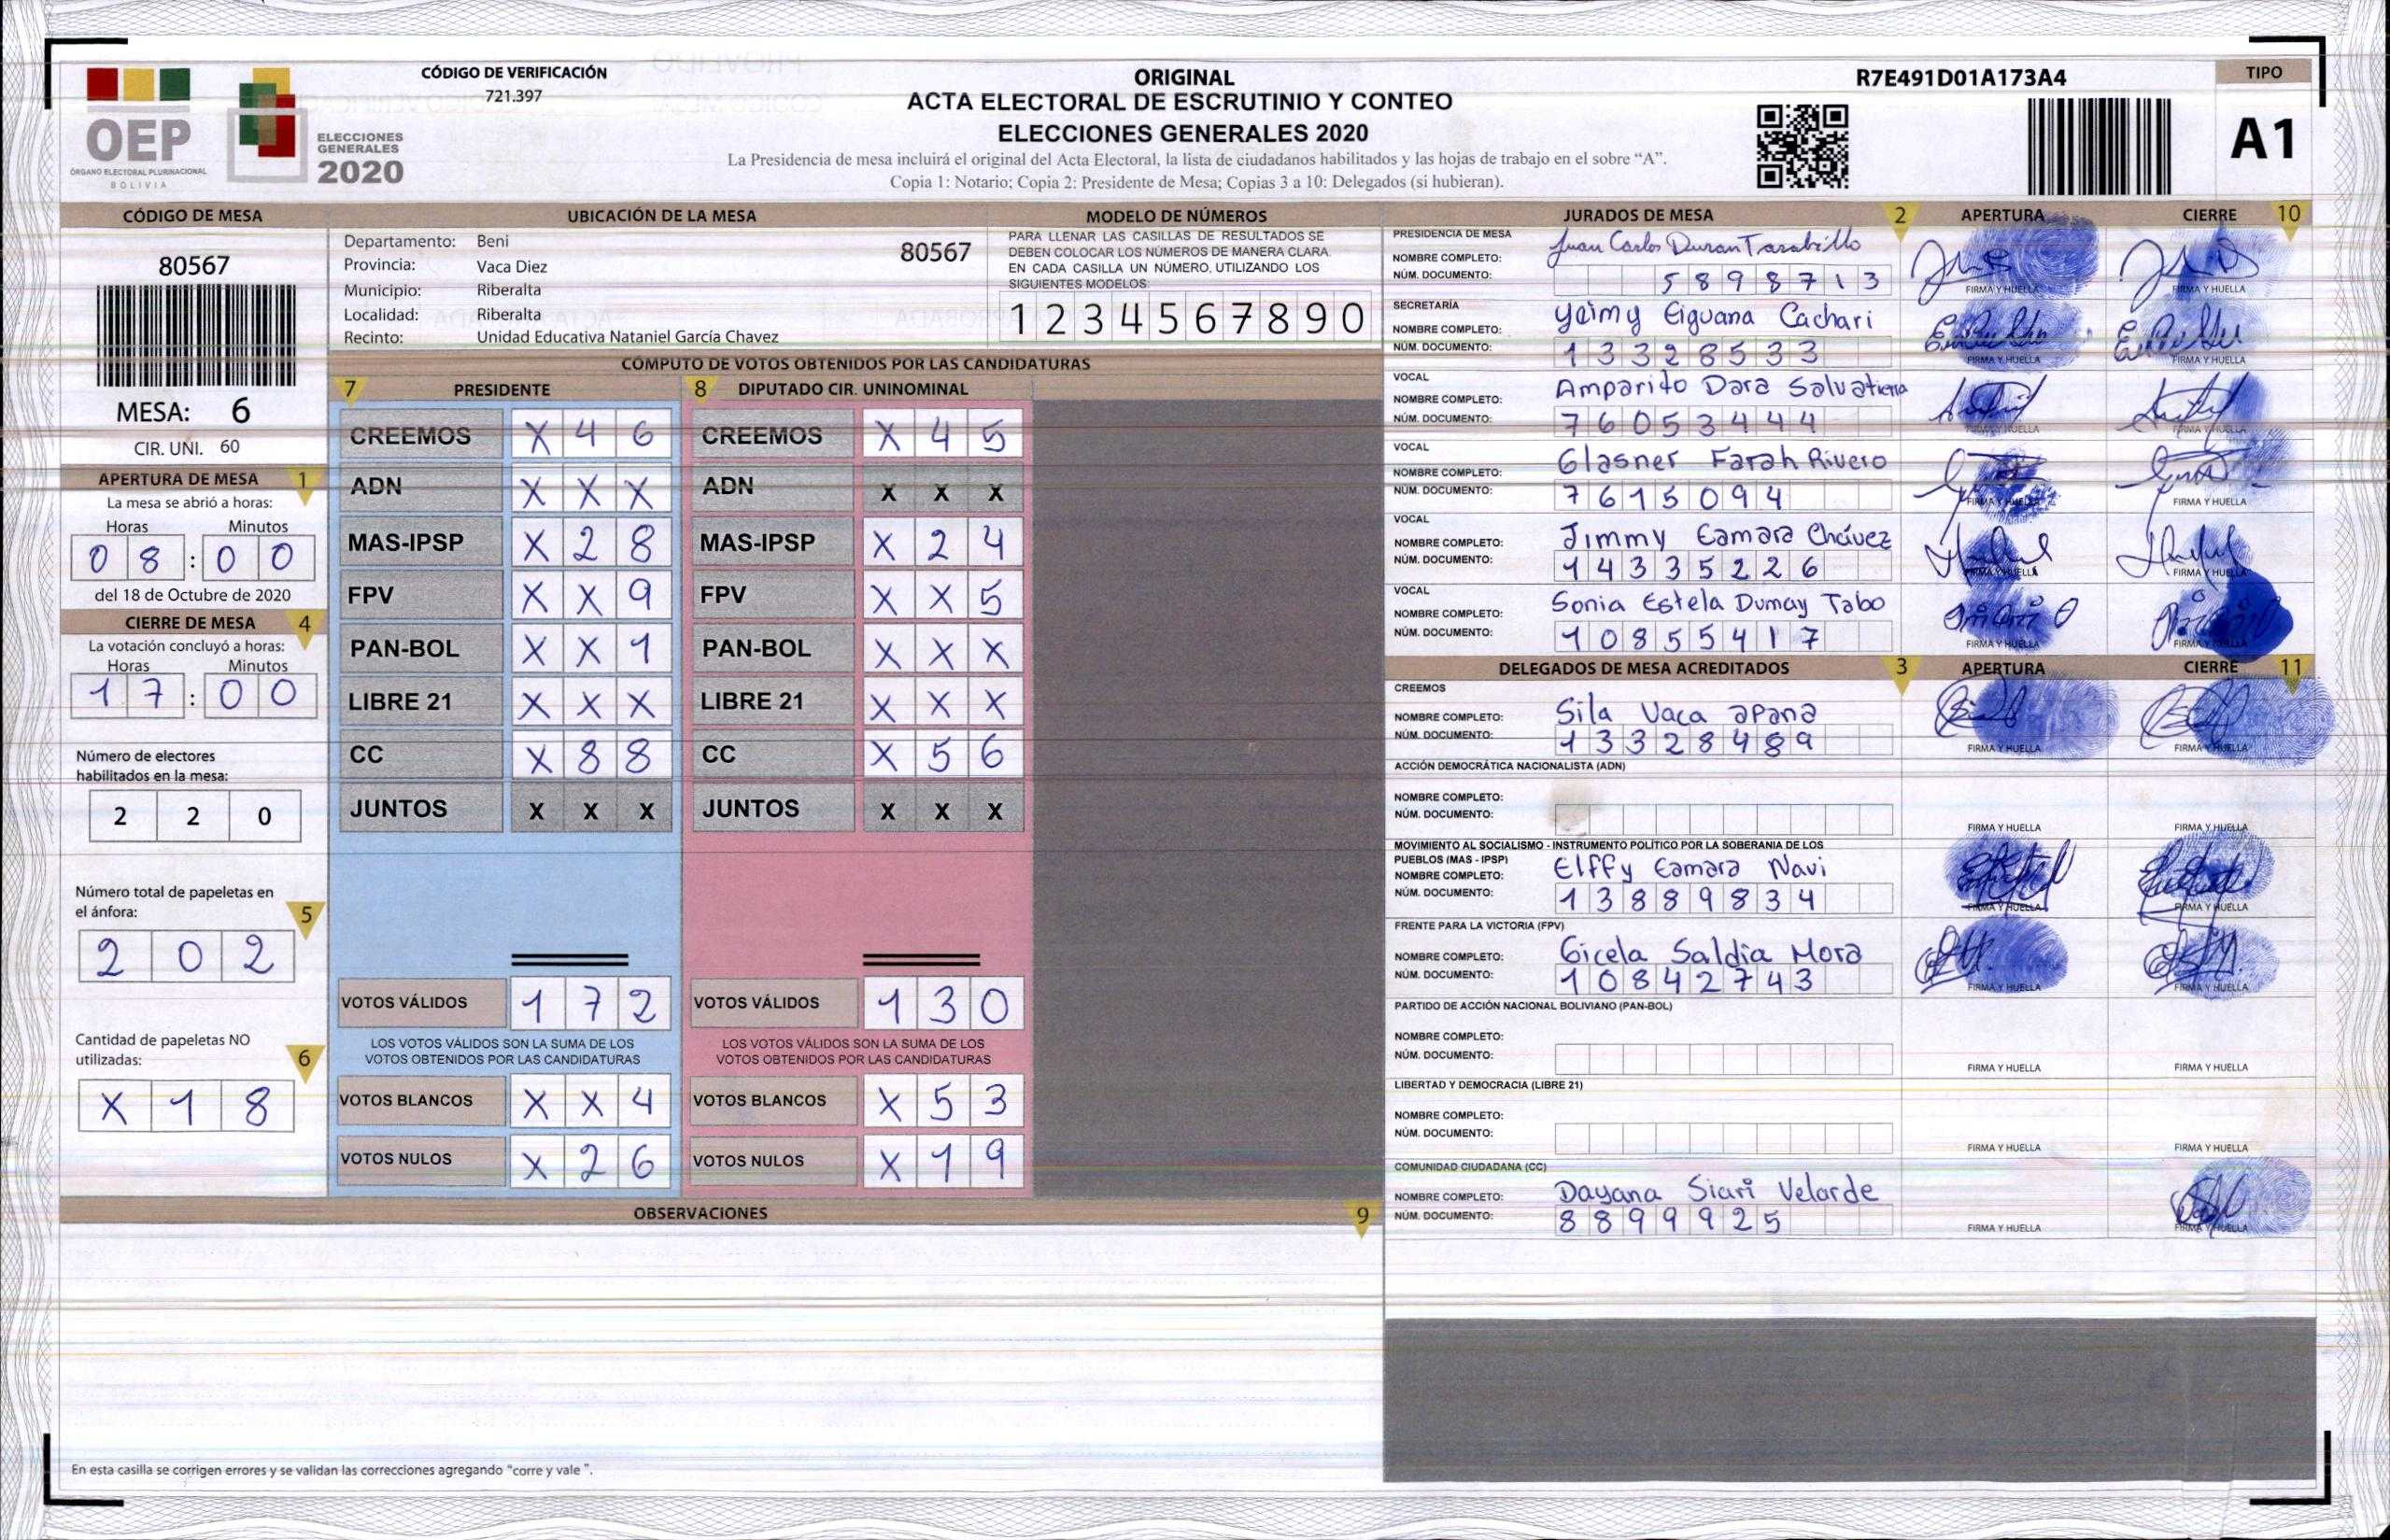 CÓDIGO DE VERIFICACIÓN
721.397
OEP
ÓRGANO ELECTORAL PLURINACIONAL
BOLIVIA
ELECCIONES
GENERALES
2020
ORIGINAL
ACTA ELECTORAL DE ESCRUTINIO Y CONTEO
ELECCIONES GENERALES 2020
La Presidencia de mesa incluirá el original del Acta Electoral, la lista de ciudadanos habilitados y las hojas de trabajo en el sobre “A”.
Copia 1: Notario; Copia 2: Presidente de Mesa; Copias 3 a 10: Delegados (si hubieran).
R7E491D01A173A4
TIPO
A1
CÓDIGO DE MESA
80567
MESA: 6
CIR. UNI. 60
APERTURA DE MESA 1
La mesa se abrió a horas:
Horas Minutos
0 8 : 0 0
del 18 de Octubre de 2020
CIERRE DE MESA 4
La votación concluyó a horas:
Horas Minutos
1 7 : 0 0
Número de electores
habilitados en la mesa:
2 2 0
Número total de papeletas en
el ánfora:
5
2 0 2
Cantidad de papeletas NO
utilizadas:
6
X 1 8
UBICACIÓN DE LA MESA
Departamento: Beni
80567
Provincia: Vaca Diez
Municipio: Riberalta
Localidad: Riberalta
Recinto: Unidad Educativa Nataniel García Chavez
MODELO DE NÚMEROS
PARA LLENAR LAS CASILLAS DE RESULTADOS SE
DEBEN COLOCAR LOS NÚMEROS DE MANERA CLARA.
EN CADA CASILLA UN NÚMERO, UTILIZANDO LOS
SIGUIENTES MODELOS:
1 2 3 4 5 6 7 8 9 0
CÓMPUTO DE VOTOS OBTENIDOS POR LAS CANDIDATURAS
7 PRESIDENTE 8 DIPUTADO CIR. UNINOMINAL
CREEMOS X 4 6 CREEMOS X 4 5
ADN X X X ADN X X X
MAS-IPSP X 2 8 MAS-IPSP X 2 4
FPV X X 9 FPV X X 5
PAN-BOL X X 1 PAN-BOL X X X
LIBRE 21 X X X LIBRE 21 X X X
CC X 8 8 CC X 5 6
JUNTOS X X X JUNTOS X X X
VOTOS VÁLIDOS 1 7 2 VOTOS VÁLIDOS 1 3 0
LOS VOTOS VÁLIDOS SON LA SUMA DE LOS LOS VOTOS VÁLIDOS SON LA SUMA DE LOS
VOTOS OBTENIDOS POR LAS CANDIDATURAS VOTOS OBTENIDOS POR LAS CANDIDATURAS
VOTOS BLANCOS X X 4 VOTOS BLANCOS X 5 3
VOTOS NULOS X 2 6 VOTOS NULOS X 1 9
OBSERVACIONES 9
En esta casilla se corrigen errores y se validan las correcciones agregando "corre y vale ".
JURADOS DE MESA 2 APERTURA CIERRE 10
PRESIDENCIA DE MESA
NOMBRE COMPLETO: Juan Carlos Duran
NÚM. DOCUMENTO: 5 8 9 8 7 1 3
FIRMA Y HUELLA FIRMA Y HUELLA
SECRETARÍA
NOMBRE COMPLETO: Yeimy Eiguana Cachari
NÚM. DOCUMENTO: 1 3 3 2 8 5 3 3
FIRMA Y HUELLA FIRMA Y HUELLA
VOCAL
NOMBRE COMPLETO: Amparito Dara Salvatierra
NÚM. DOCUMENTO: 7 6 0 5 3 4 4 4
FIRMA Y HUELLA FIRMA Y HUELLA
VOCAL
NOMBRE COMPLETO: Glasner Farah Rivero
NÚM. DOCUMENTO: 7 6 1 5 0 9 4
FIRMA Y HUELLA FIRMA Y HUELLA
VOCAL
NOMBRE COMPLETO: Jimmy Camara Chávez
NÚM. DOCUMENTO: 1 4 3 3 5 2 2 6
FIRMA Y HUELLA FIRMA Y HUELLA
VOCAL
NOMBRE COMPLETO: Sonia Estela Dumay Tabo
NÚM. DOCUMENTO: 1 0 8 5 5 4 1 7
FIRMA Y HUELLA FIRMA Y HUELLA
DELEGADOS DE MESA ACREDITADOS 3 APERTURA CIERRE 11
CREEMOS
NOMBRE COMPLETO: Sila Vaca apana
NÚM. DOCUMENTO: 1 3 3 2 8 4 8 9
FIRMA Y HUELLA FIRMA Y HUELLA
ACCIÓN DEMOCRÁTICA NACIONALISTA (ADN)
NOMBRE COMPLETO:
NÚM. DOCUMENTO:
FIRMA Y HUELLA FIRMA Y HUELLA
MOVIMIENTO AL SOCIALISMO - INSTRUMENTO POLÍTICO POR LA SOBERANIA DE LOS
PUEBLOS (MAS - IPSP)
NOMBRE COMPLETO: Elffy Camara Navi
NÚM. DOCUMENTO: 1 3 8 8 9 8 3 4
FIRMA Y HUELLA FIRMA Y HUELLA
FRENTE PARA LA VICTORIA (FPV)
NOMBRE COMPLETO: Gicela Saldia Mora
NÚM. DOCUMENTO: 1 0 8 4 2 7 4 3
FIRMA Y HUELLA FIRMA Y HUELLA
PARTIDO DE ACCIÓN NACIONAL BOLIVIANO (PAN-BOL)
NOMBRE COMPLETO:
NÚM. DOCUMENTO:
FIRMA Y HUELLA FIRMA Y HUELLA
LIBERTAD Y DEMOCRACIA (LIBRE 21)
NOMBRE COMPLETO:
NÚM. DOCUMENTO:
FIRMA Y HUELLA FIRMA Y HUELLA
COMUNIDAD CIUDADANA (CC)
NOMBRE COMPLETO: Dayana Siari Velarde
NÚM. DOCUMENTO: 8 8 9 9 9 2 5
FIRMA Y HUELLA FIRMA Y HUELLA